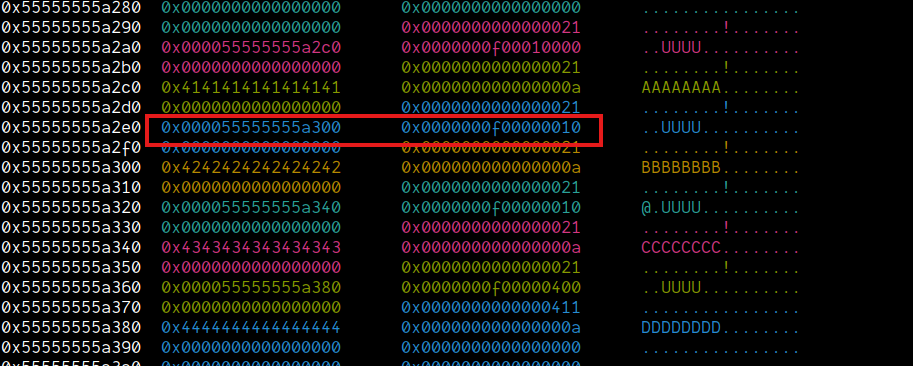 0x55555555a280 0x0000000000000000 0x0000000000000000 ................
0x55555555a290 0x0000000000000000 0x0000000000000021 ........!.......
0x55555555a2a0 0x000055555555a2c0 0x0000000f00010000 ..UUUU..........
0x55555555a2b0 0x0000000000000000 0x0000000000000021 ........!.......
0x55555555a2c0 0x4141414141414141 0x000000000000000a AAAAAAAA........
0x55555555a2d0 0x0000000000000000 0x0000000000000021 ........!.......
0x55555555a2e0 0x000055555555a300 0x0000000f00000010 ..UUUU..........
0x55555555a2f0 0x0000000000000000 0x0000000000000021 ........!.......
0x55555555a300 0x4242424242424242 0x000000000000000a BBBBBBBB........
0x55555555a310 0x0000000000000000 0x0000000000000021 ........!.......
0x55555555a320 0x000055555555a340 0x0000000f00000010 @.UUUU..........
0x55555555a330 0x0000000000000000 0x0000000000000021 ........!.......
0x55555555a340 0x4343434343434343 0x000000000000000a CCCCCCCC........
0x55555555a350 0x0000000000000000 0x0000000000000021 ........!.......
0x55555555a360 0x000055555555a380 0x0000000f00000400 ..UUUU..........
0x55555555a370 0x0000000000000000 0x0000000000000411 ................
0x55555555a380 0x4444444444444444 0x000000000000000a DDDDDDDD........
0x55555555a390 0x0000000000000000 0x0000000000000000 ................